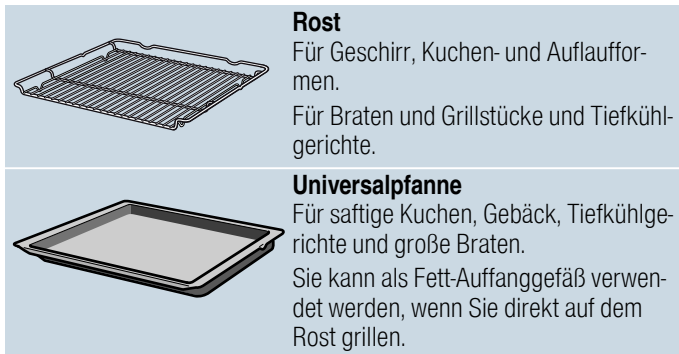 Rost
Für Geschirr, Kuchen- und Auflauffor-
men.
Für Braten und Grillstücke und Tiefkühl-
gerichte.
Universalpfanne
Für saftige Kuchen, Gebäck, Tiefkühlge-
richte und große Braten.
Sie kann als Fett-Auffanggefäß verwen-
det werden, wenn Sie direkt auf dem
Rost grillen.